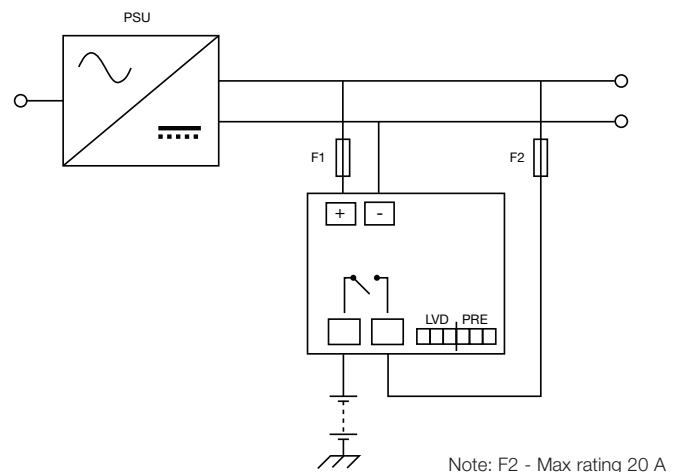 PSU
F1
F2
+ -
LVD PRE
Note: F2 - Max rating 20 A